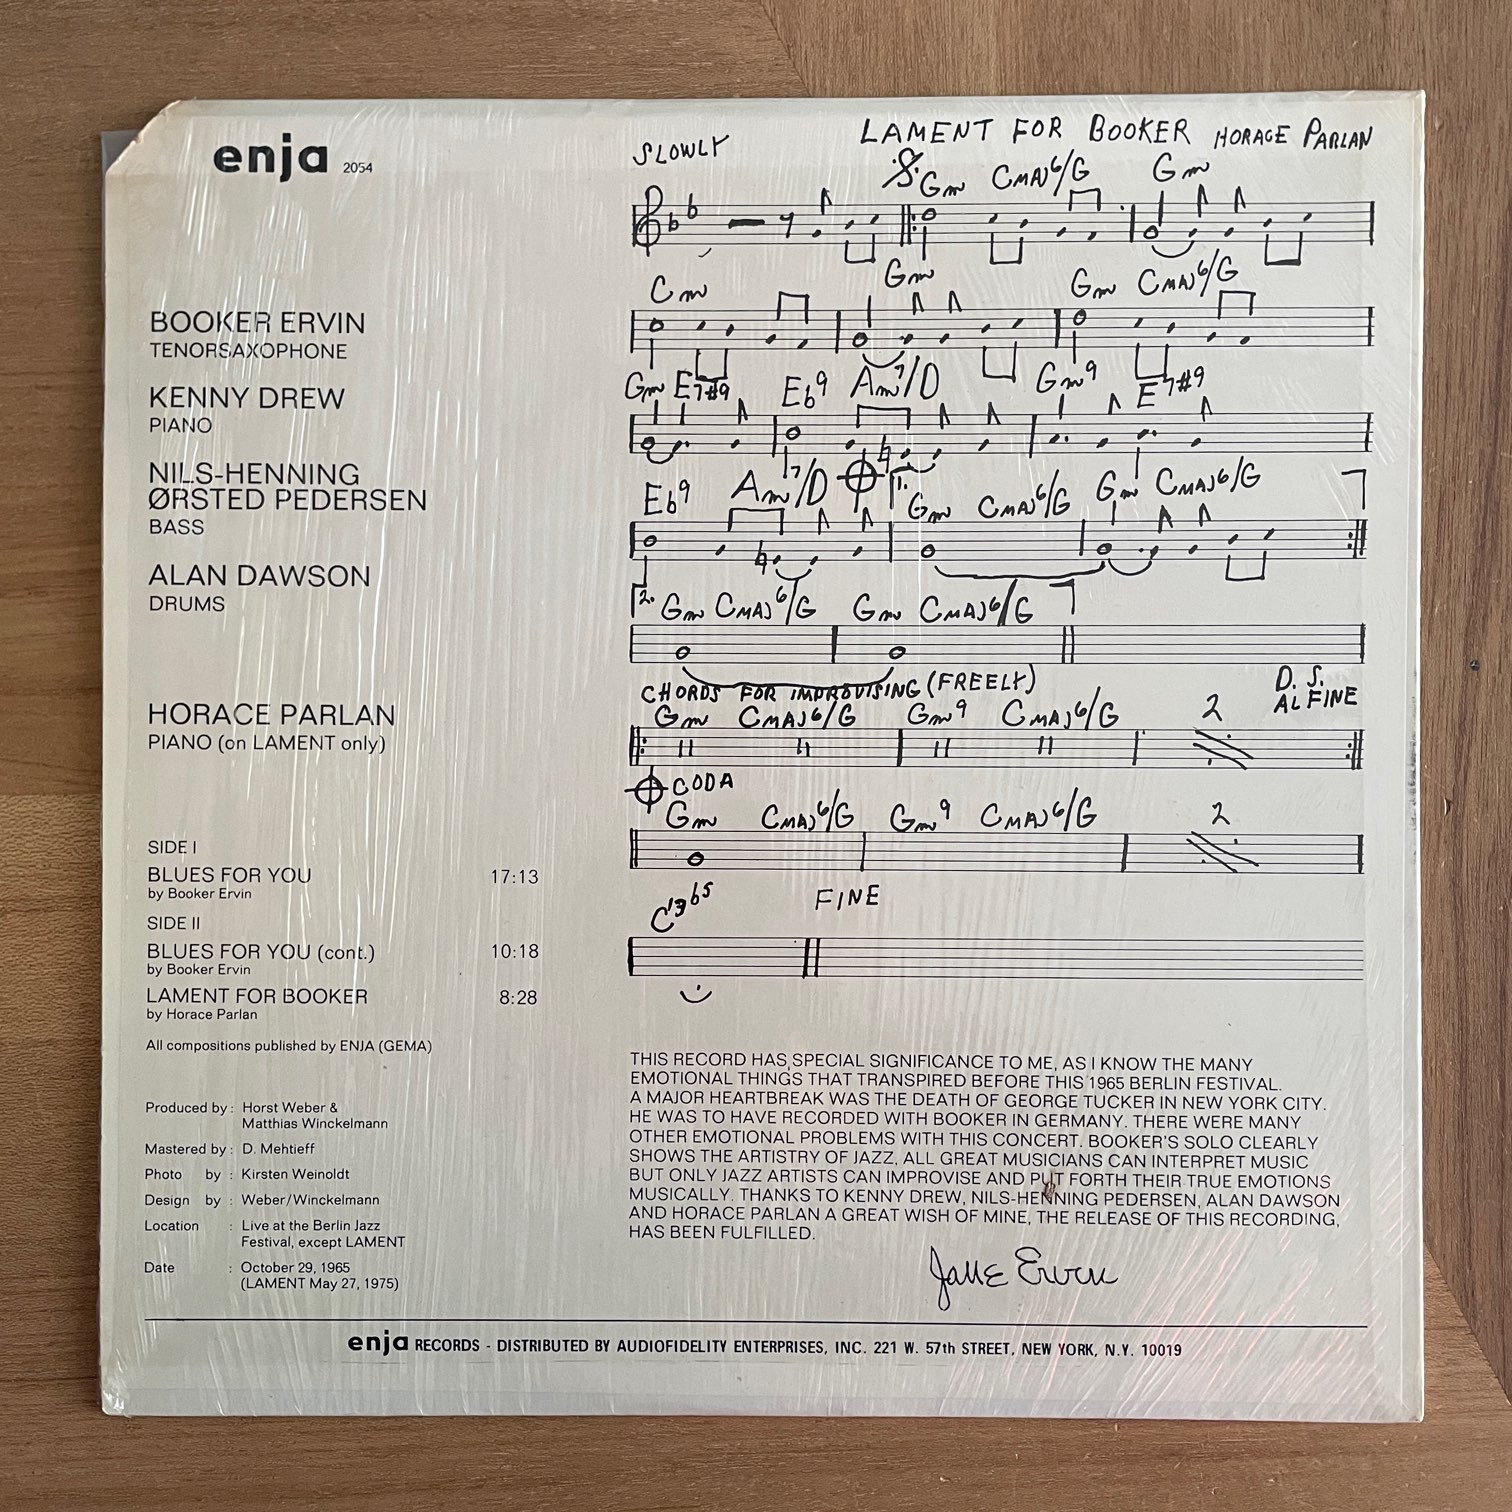 enja 2054
BOOKER ERVIN
TENORSAXOPHONE
KENNY DREW
PIANO
NILS-HENNING
ØRSTED PEDERSEN
BASS
ALAN DAWSON
DRUMS
HORACE PARLAN
PIANO (on LAMENT only)
SIDE I
BLUES FOR YOU 17:13
by Booker Ervin
SIDE II
BLUES FOR YOU (cont.) 10:18
by Booker Ervin
LAMENT FOR BOOKER 8:28
by Horace Parlan
All compositions published by ENJA (GEMA)
Produced by : Horst Weber &
Matthias Winckelmann
Mastered by : D. Mehtieff
Photo by : Kirsten Weinoldt
Design by : Weber/Winckelmann
Location : Live at the Berlin Jazz
Festival, except LAMENT
Date : October 29, 1965
(LAMENT May 27, 1975)
SLOWLY LAMENT FOR BOOKER HORACE PARLAN
Gm CMAJ6/G Gm
Cm Gm Gm CMAJ6/G
Gm E7#9 Eb9 Am7/D Gm9 E7#9
Eb9 Am7/D 1. Gm CMAJ6/G Gm CMAJ6/G
2. Gm CMAJ6/G Gm CMAJ6/G
CHORDS FOR IMPROVISING (FREELY) D. S.
AL FINE
Gm CMAJ6/G Gm9 CMAJ6/G 2
CODA
Gm CMAJ6/G Gm9 CMAJ6/G 2
C13b5 FINE
THIS RECORD HAS SPECIAL SIGNIFICANCE TO ME, AS I KNOW THE MANY
EMOTIONAL THINGS THAT TRANSPIRED BEFORE THIS 1965 BERLIN FESTIVAL.
A MAJOR HEARTBREAK WAS THE DEATH OF GEORGE TUCKER IN NEW YORK CITY.
HE WAS TO HAVE RECORDED WITH BOOKER IN GERMANY. THERE WERE MANY
OTHER EMOTIONAL PROBLEMS WITH THIS CONCERT. BOOKER'S SOLO CLEARLY
SHOWS THE ARTISTRY OF JAZZ, ALL GREAT MUSICIANS CAN INTERPRET MUSIC
BUT ONLY JAZZ ARTISTS CAN IMPROVISE AND PUT FORTH THEIR TRUE EMOTIONS
MUSICALLY. THANKS TO KENNY DREW, NILS-HENNING PEDERSEN, ALAN DAWSON
AND HORACE PARLAN A GREAT WISH OF MINE, THE RELEASE OF THIS RECORDING,
HAS BEEN FULFILLED.
Jane Ervin
enja RECORDS - DISTRIBUTED BY AUDIOFIDELITY ENTERPRISES, INC. 221 W. 57th STREET, NEW YORK, N.Y. 10019